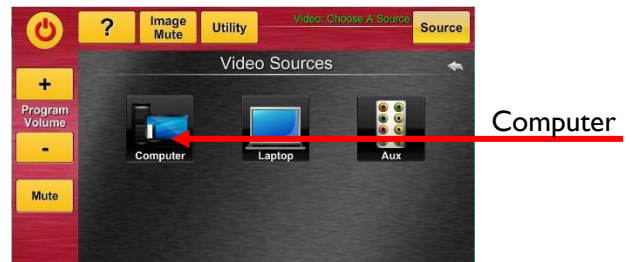 ?
Image
Mute
Utility
Video: Choose A Source
Source
Video Sources
+
Program
Volume
-
Mute
Computer
Laptop
Aux
Computer